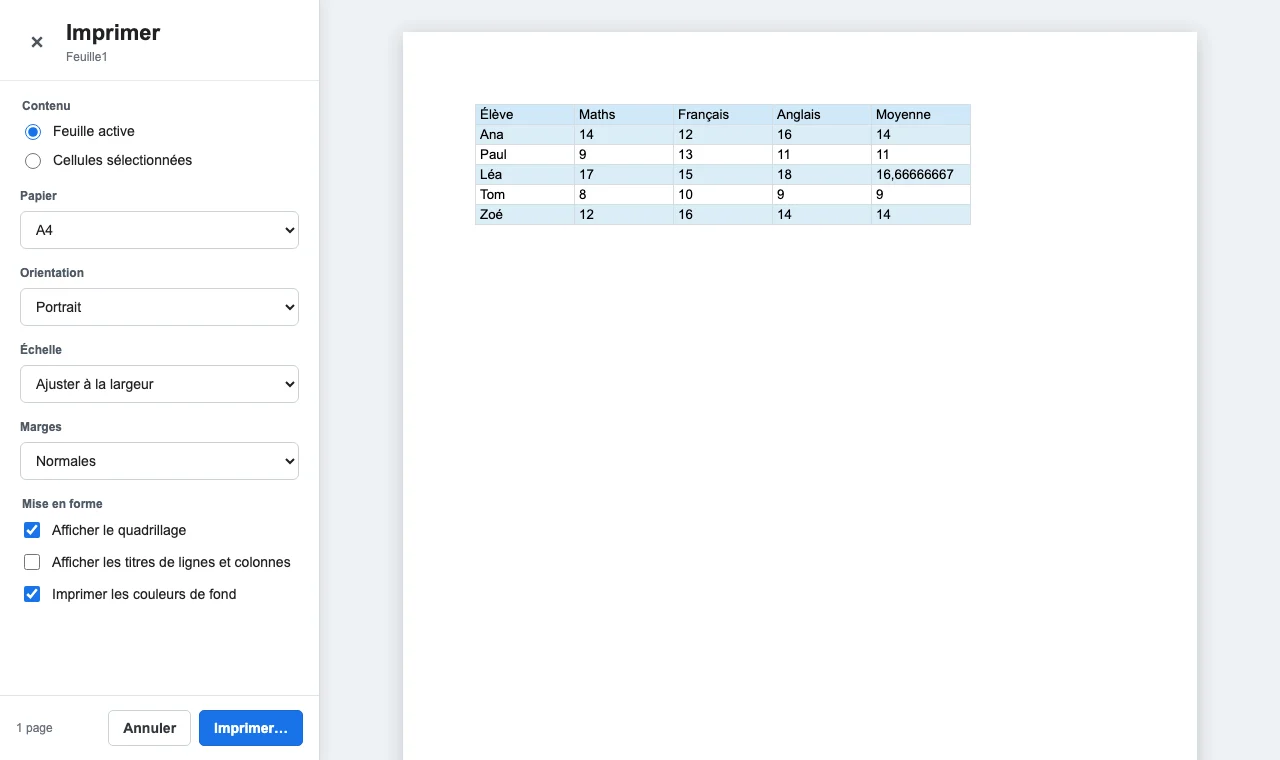 Imprimer
Feuille1
Contenu
Feuille active
Cellules sélectionnées
Papier
A4
Orientation
Portrait
Échelle
Ajuster à la largeur
Marges
Normales
Mise en forme
Afficher le quadrillage
Afficher les titres de lignes et colonnes
Imprimer les couleurs de fond
1 page Annuler Imprimer...
Élève Maths Français Anglais Moyenne
Ana 14 12 16 14
Paul 9 13 11 11
Léa 17 15 18 16,66666667
Tom 8 10 9 9
Zoé 12 16 14 14